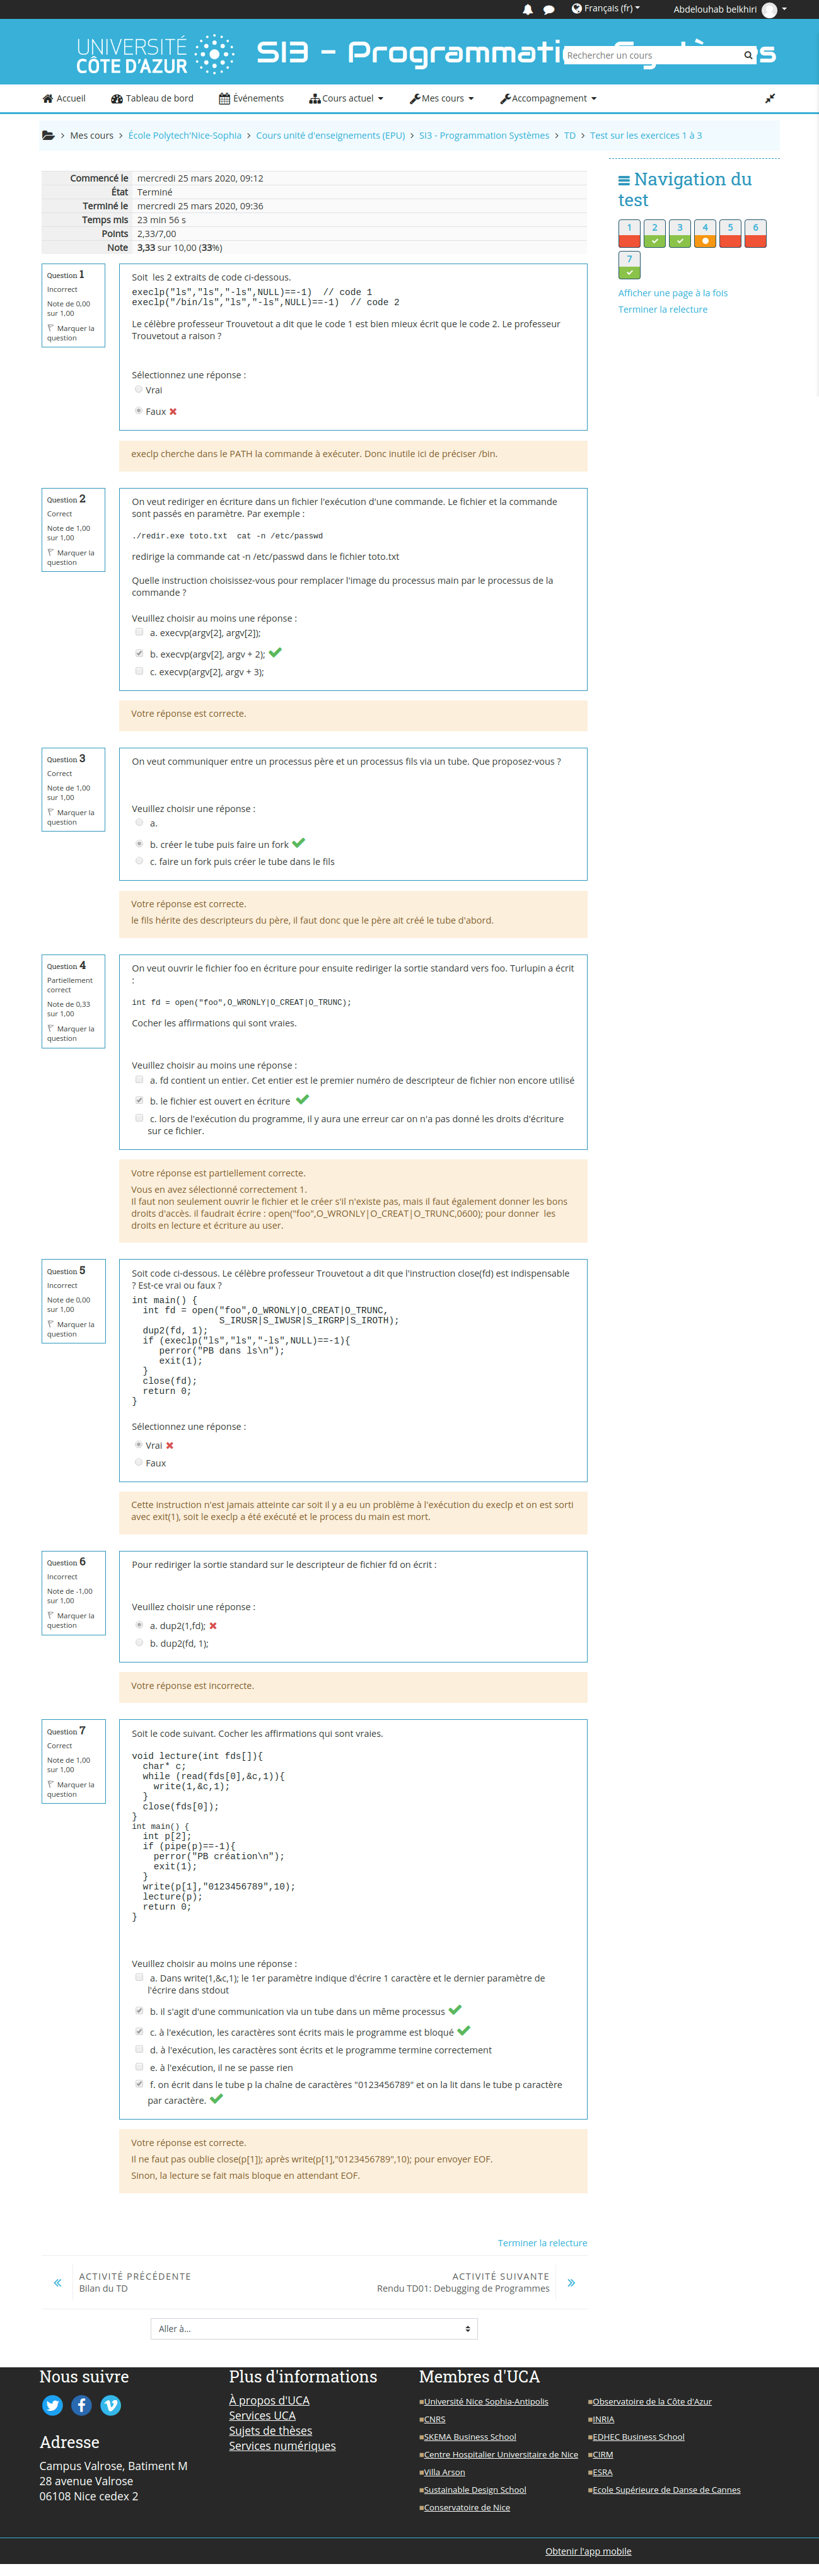 Français (fr)
Abdelouhab belkhiri
UNIVERSITÉ
CÔTE D'AZUR
SI3 - Programmation Systèmes
Rechercher un cours
Accueil
Tableau de bord
Événements
Cours actuel
Mes cours
Accompagnement
Mes cours
École Polytech'Nice-Sophia
Cours unité d'enseignements (EPU)
SI3 - Programmation Systèmes
TD
Test sur les exercices 1 à 3
Commencé le mercredi 25 mars 2020, 09:12
État Terminé
Terminé le mercredi 25 mars 2020, 09:36
Temps mis 23 min 56 s
Points 2,33/7,00
Note 3,33 sur 10,00 (33%)
Navigation du
test
1 2 3 4 5 6
7
Afficher une page à la fois
Terminer la relecture
Question 1
Incorrect
Note de 0,00
sur 1,00
Marquer la
question
Soit les 2 extraits de code ci-dessous.
execlp("ls","ls","-ls",NULL)==-1) // code 1
execlp("/bin/ls","ls","-ls",NULL)==-1) // code 2
Le célèbre professeur Trouvetout a dit que le code 1 est bien mieux écrit que le code 2. Le professeur
Trouvetout a raison ?
Sélectionnez une réponse :
Vrai
Faux
execlp cherche dans le PATH la commande à exécuter. Donc inutile ici de préciser /bin.
Question 2
Correct
Note de 1,00
sur 1,00
Marquer la
question
On veut rediriger en écriture dans un fichier l'exécution d'une commande. Le fichier et la commande
sont passés en paramètre. Par exemple :
./redir.exe toto.txt cat -n /etc/passwd
redirige la commande cat -n /etc/passwd dans le fichier toto.txt
Quelle instruction choisissez-vous pour remplacer l'image du processus main par le processus de la
commande ?
Veuillez choisir au moins une réponse :
a. execvp(argv[2], argv[2]);
b. execvp(argv[2], argv + 2);
c. execvp(argv[2], argv + 3);
Votre réponse est correcte.
Question 3
Correct
Note de 1,00
sur 1,00
Marquer la
question
On veut communiquer entre un processus père et un processus fils via un tube. Que proposez-vous ?
Veuillez choisir une réponse :
a.
b. créer le tube puis faire un fork
c. faire un fork puis créer le tube dans le fils
Votre réponse est correcte.
le fils hérite des descripteurs du père, il faut donc que le père ait créé le tube d'abord.
Question 4
Partiellement
correct
Note de 0,33
sur 1,00
Marquer la
question
On veut ouvrir le fichier foo en écriture pour ensuite rediriger la sortie standard vers foo. Turlupin a écrit
:
int fd = open("foo",O_WRONLY|O_CREAT|O_TRUNC);
Cocher les affirmations qui sont vraies.
Veuillez choisir au moins une réponse :
a. fd contient un entier. Cet entier est le premier numéro de descripteur de fichier non encore utilisé
b. le fichier est ouvert en écriture
c. lors de l'exécution du programme, il y aura une erreur car on n'a pas donné les droits d'écriture
sur ce fichier.
Votre réponse est partiellement correcte.
Vous en avez sélectionné correctement 1.
Il faut non seulement ouvrir le fichier et le créer s'il n'existe pas, mais il faut également donner les bons
droits d'accès. il faudrait écrire : open("foo",O_WRONLY|O_CREAT|O_TRUNC,0600); pour donner les
droits en lecture et écriture au user.
Question 5
Incorrect
Note de 0,00
sur 1,00
Marquer la
question
Soit code ci-dessous. Le célèbre professeur Trouvetout a dit que l'instruction close(fd) est indispensable
? Est-ce vrai ou faux ?
int main() {
int fd = open("foo",O_WRONLY|O_CREAT|O_TRUNC,
S_IRUSR|S_IWUSR|S_IRGRP|S_IROTH);
dup2(fd, 1);
if (execlp("ls","ls","-ls",NULL)==-1){
perror("PB dans ls\n");
exit(1);
}
close(fd);
return 0;
}
Sélectionnez une réponse :
Vrai
Faux
Cette instruction n'est jamais atteinte car soit il y a eu un problème à l'exécution du execlp et on est sorti
avec exit(1), soit le execlp a été exécuté et le process du main est mort.
Question 6
Incorrect
Note de -1,00
sur 1,00
Marquer la
question
Pour rediriger la sortie standard sur le descripteur de fichier fd on écrit :
Veuillez choisir une réponse :
a. dup2(1,fd);
b. dup2(fd, 1);
Votre réponse est incorrecte.
Question 7
Correct
Note de 1,00
sur 1,00
Marquer la
question
Soit le code suivant. Cocher les affirmations qui sont vraies.
void lecture(int fds[]){
char* c;
while (read(fds[0],&c,1)){
write(1,&c,1);
}
close(fds[0]);
}
int main() {
int p[2];
if (pipe(p)==-1){
perror("PB création\n");
exit(1);
}
write(p[1],"0123456789",10);
lecture(p);
return 0;
}
Veuillez choisir au moins une réponse :
a. Dans write(1,&c,1); le 1er paramètre indique d'écrire 1 caractère et le dernier paramètre de
l'écrire dans stdout
b. il s'agit d'une communication via un tube dans un même processus
c. à l'exécution, les caractères sont écrits mais le programme est bloqué
d. à l'exécution, les caractères sont écrits et le programme termine correctement
e. à l'exécution, il ne se passe rien
f. on écrit dans le tube p la chaîne de caractères "0123456789" et on la lit dans le tube p caractère
par caractère.
Votre réponse est correcte.
Il ne faut pas oublie close(p[1]); après write(p[1],"0123456789",10); pour envoyer EOF.
Sinon, la lecture se fait mais bloque en attendant EOF.
Terminer la relecture
ACTIVITÉ PRÉCÉDENTE
Bilan du TD
ACTIVITÉ SUIVANTE
Rendu TD01: Debugging de Programmes
Aller à...
Nous suivre
Adresse
Campus Valrose, Batiment M
28 avenue Valrose
06108 Nice cedex 2
Plus d'informations
À propos d'UCA
Services UCA
Sujets de thèses
Services numériques
Membres d'UCA
Université Nice Sophia-Antipolis
CNRS
SKEMA Business School
Centre Hospitalier Universitaire de Nice
Villa Arson
Sustainable Design School
Conservatoire de Nice
Observatoire de la Côte d'Azur
INRIA
EDHEC Business School
CIRM
ESRA
Ecole Supérieure de Danse de Cannes
Obtenir l'app mobile